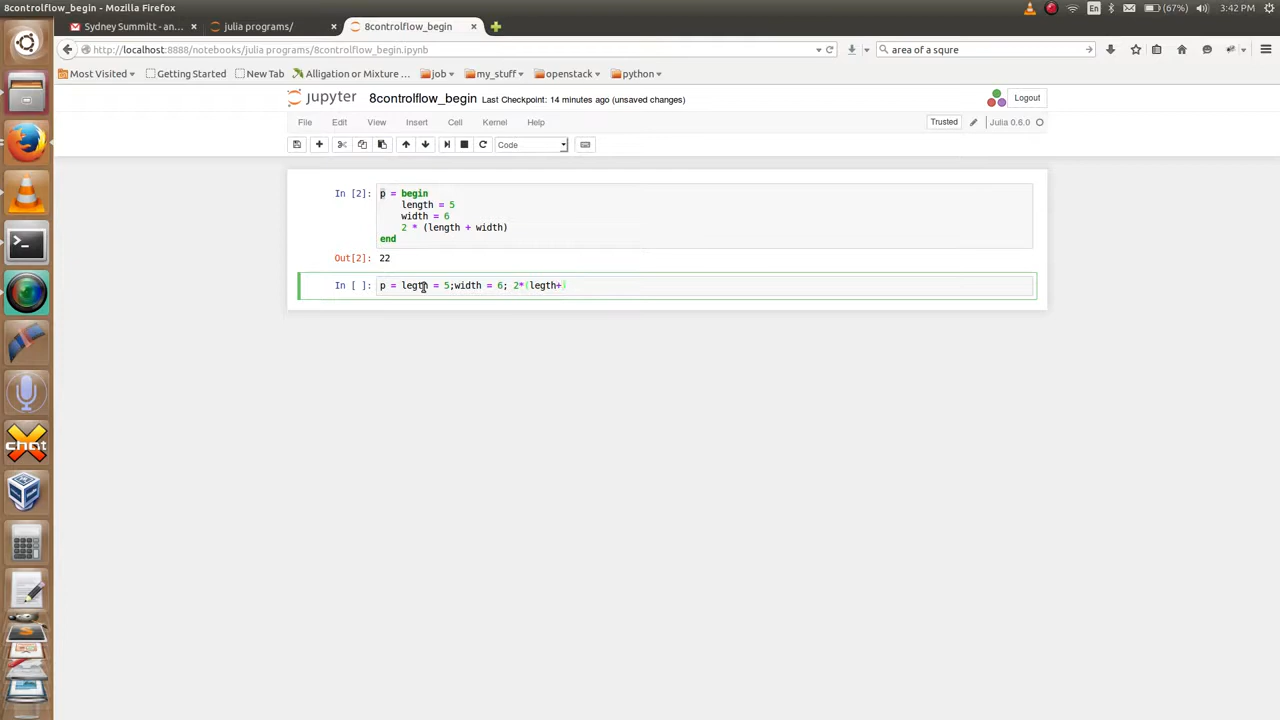 8controlflow_begin - Mozilla Firefox
En
(67%)
3:42 PM
Sydney Summitt - an... ×
julia programs/ ×
8controlflow_begin ×
http://localhost:8888/notebooks/julia programs/8controlflow_begin.ipynb
area of a squre
Most Visited
Getting Started
New Tab
Alligation or Mixture ...
job
my_stuff
openstack
python
jupyter
8controlflow_begin
Last Checkpoint: 14 minutes ago (unsaved changes)
Logout
File
Edit
View
Insert
Cell
Kernel
Help
Trusted
Julia 0.6.0
Code
In [2]:
p = begin
length = 5
width = 6
2 * (length + width)
end
Out[2]:
22
In [ ]:
p = legth = 5;width = 6; 2*(legth+)
chat